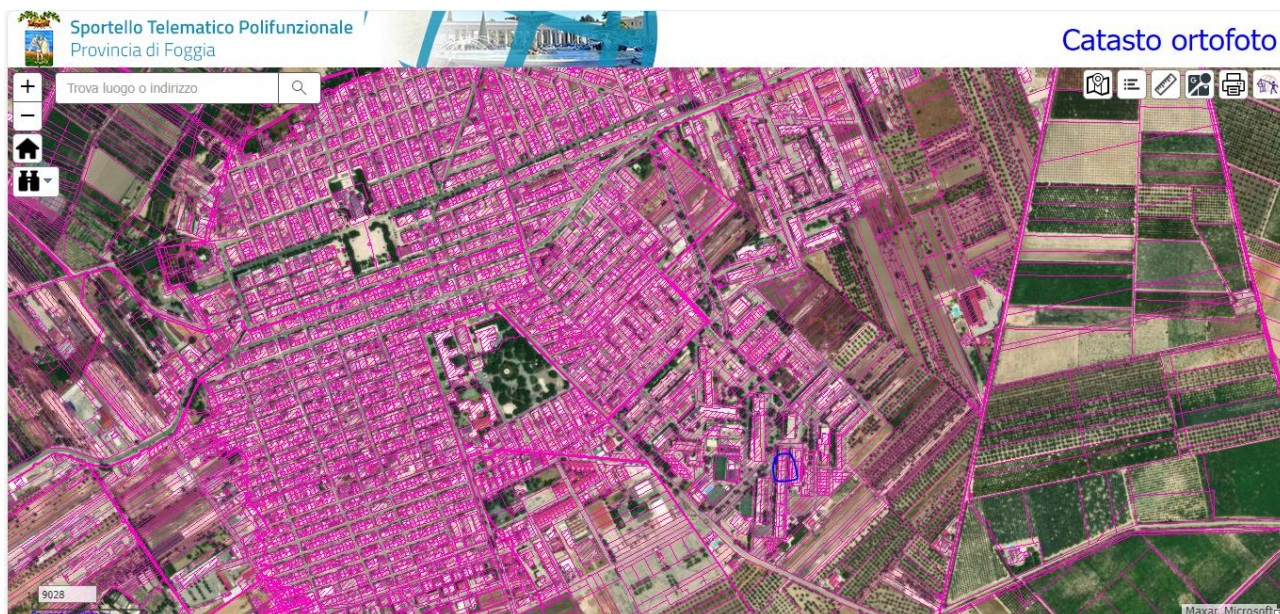 Sportello Telematico Polifunzionale
Provincia di Foggia
Catasto ortofoto
+
Trova luogo o indirizzo
−
9028
Maxar, Microsoft